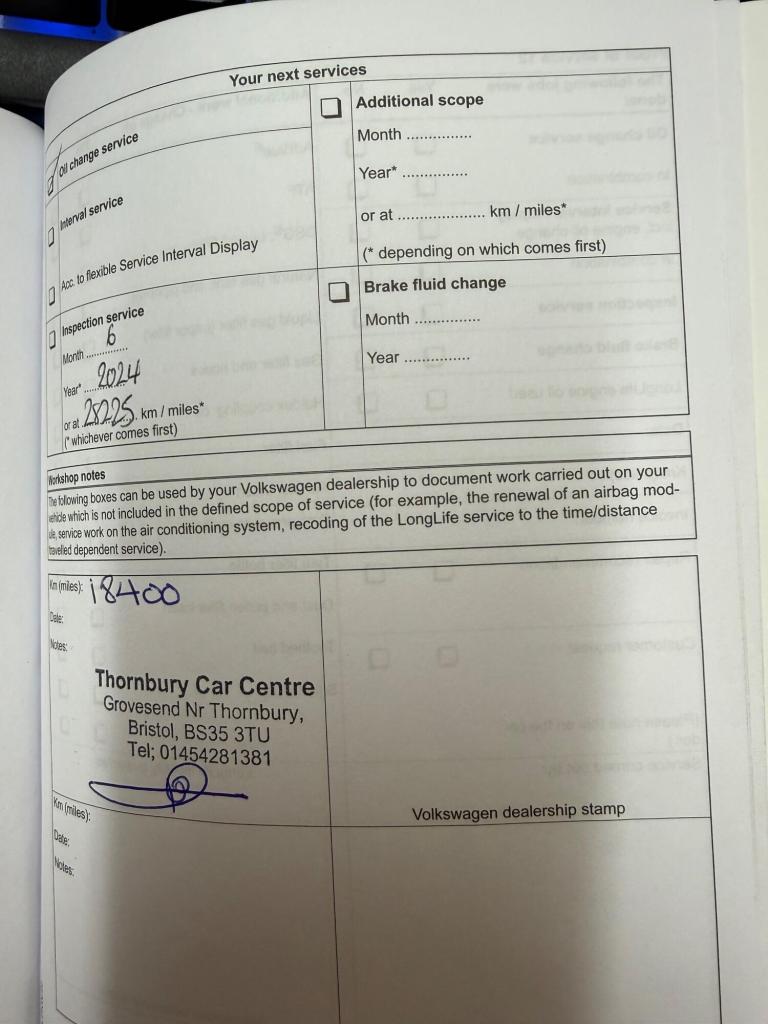 Your next services
Oil change service
Interval service
Acc. to flexible Service Interval Display
Inspection service
Month 6
Year* 2024
or at 28225 km / miles*
(* whichever comes first)
Additional scope
Month ..............
Year* ..............
or at ................... km / miles*
(* depending on which comes first)
Brake fluid change
Month ..............
Year ..............
Workshop notes
The following boxes can be used by your Volkswagen dealership to document work carried out on your
vehicle which is not included in the defined scope of service (for example, the renewal of an airbag mod-
ule, service work on the air conditioning system, recoding of the LongLife service to the time/distance
travelled dependent service).
Km (miles): 18400
Date:
Notes:
Thornbury Car Centre
Grovesend Nr Thornbury,
Bristol, BS35 3TU
Tel; 01454281381
Volkswagen dealership stamp
Km (miles):
Date:
Notes: